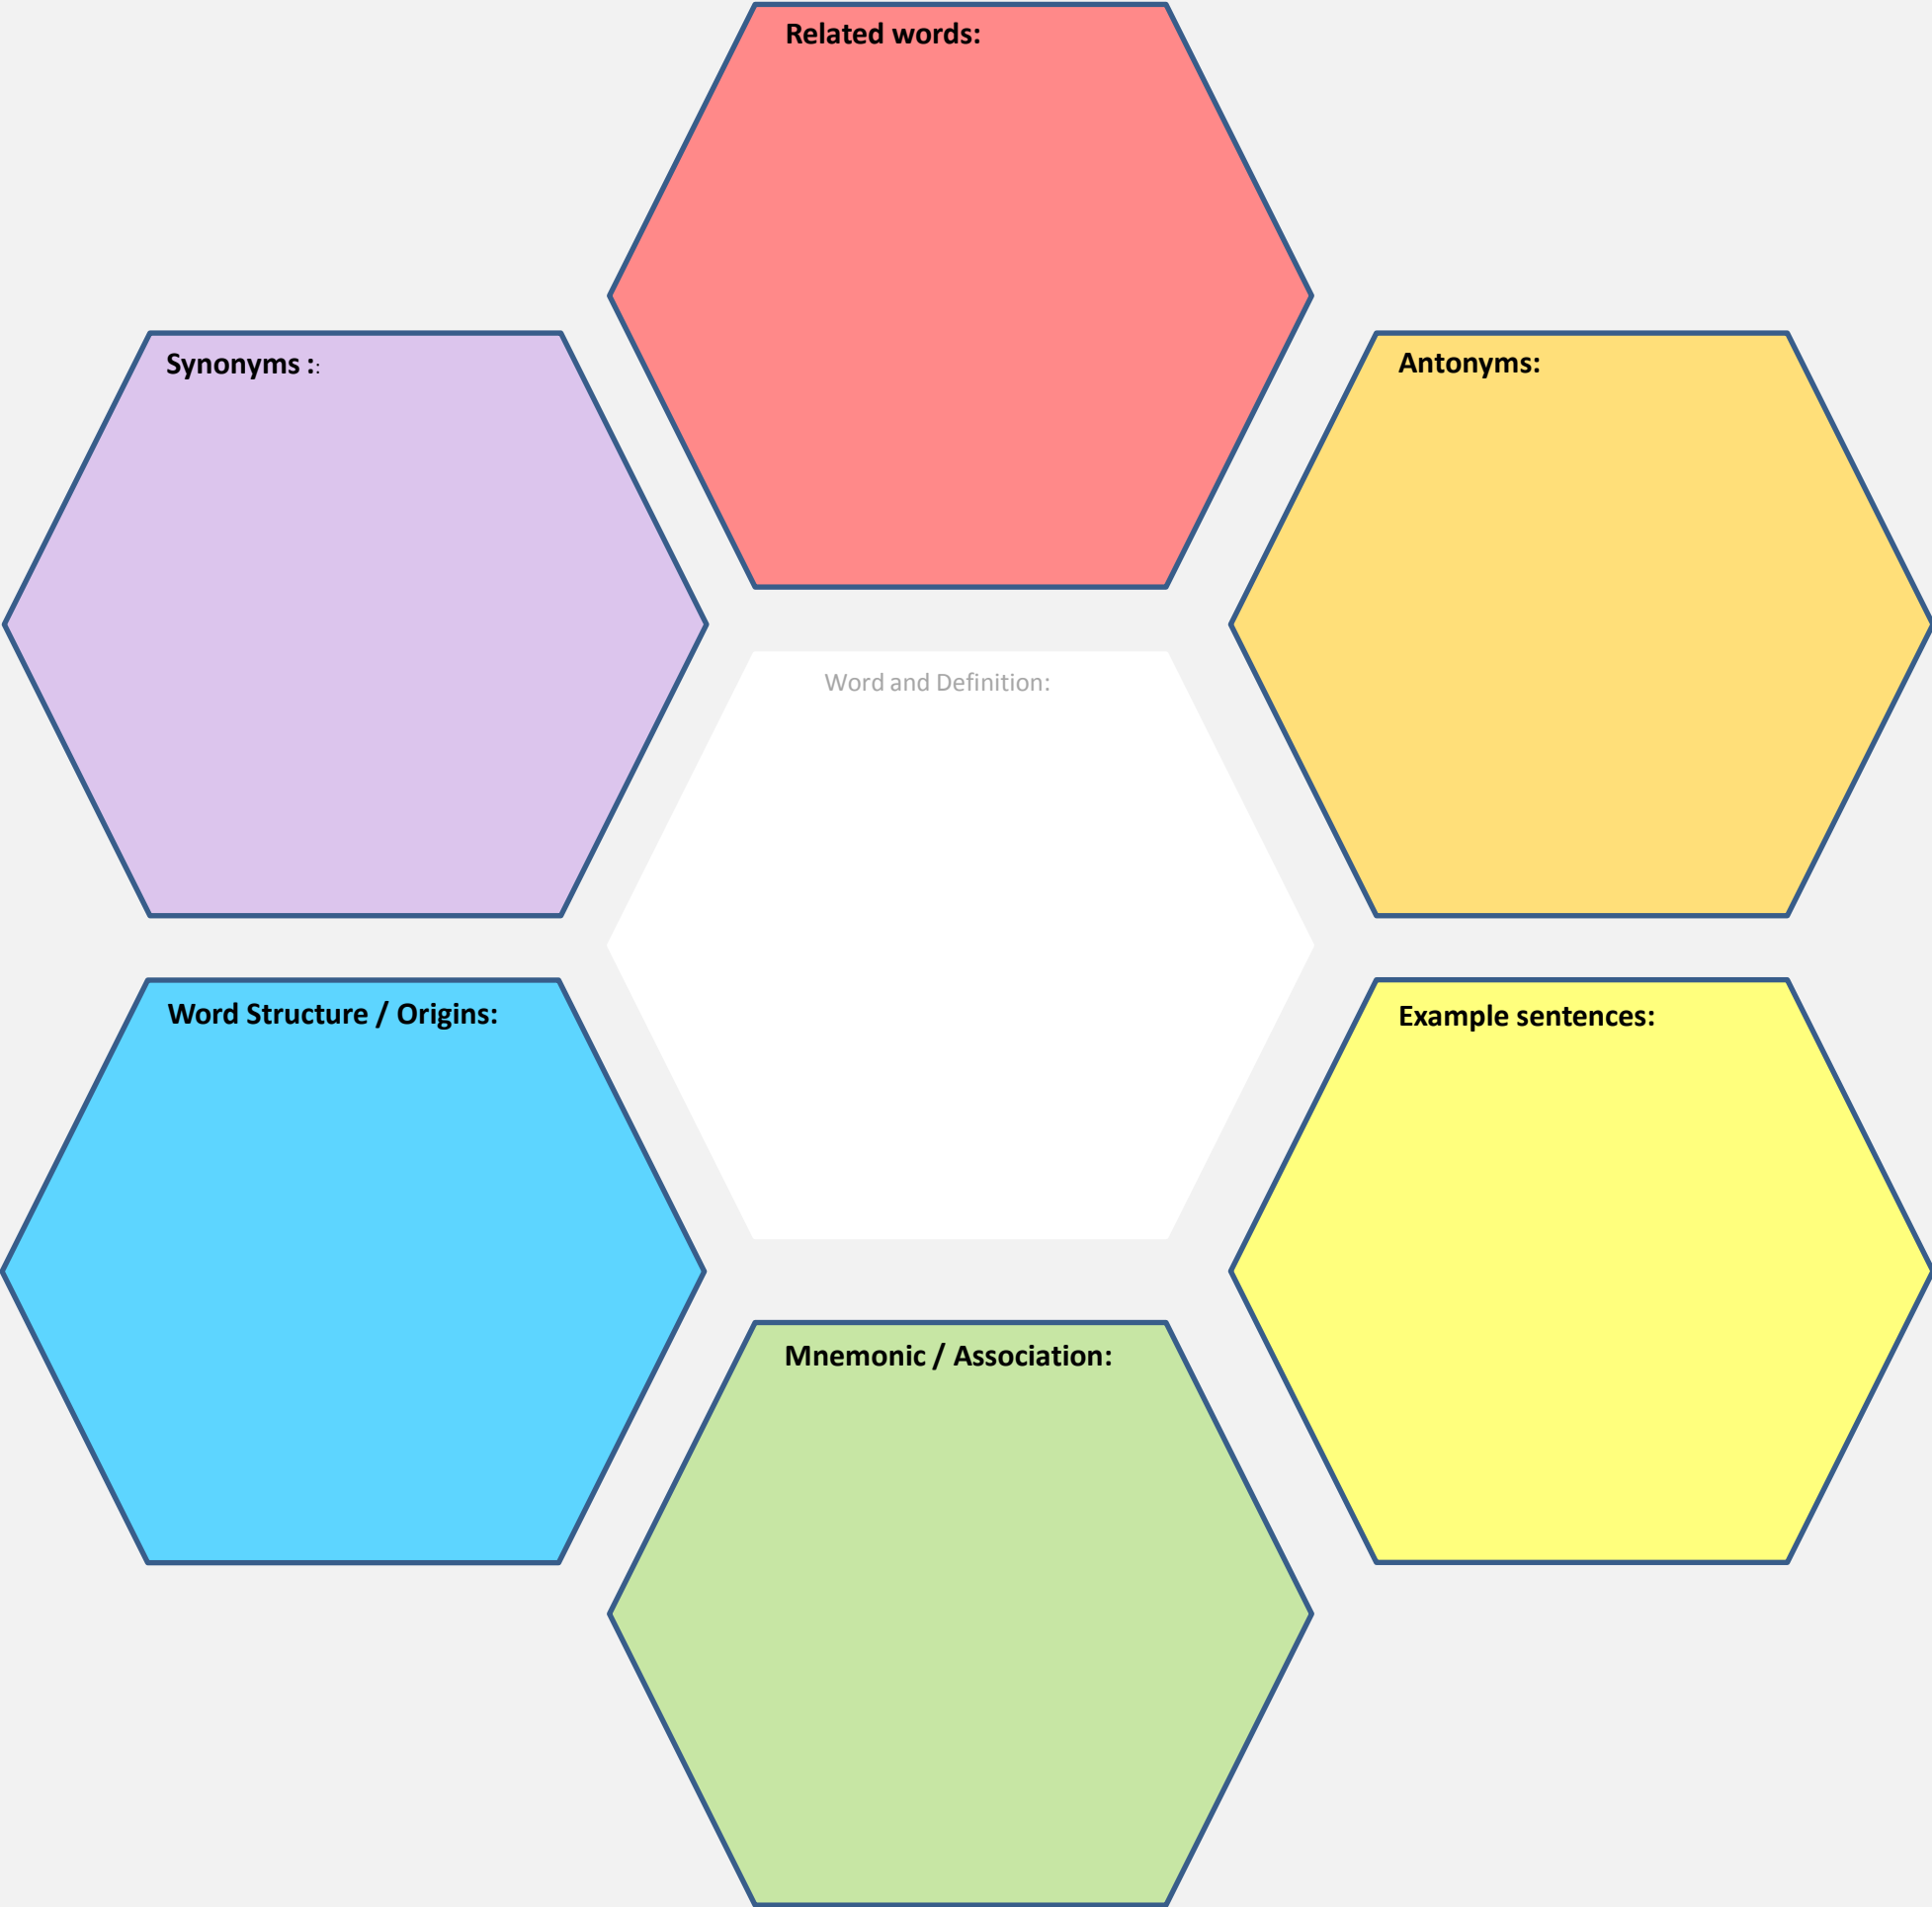 Related words:
Synonyms ::
Antonyms:
Word and Definition:
Word Structure / Origins:
Example sentences:
Mnemonic / Association: